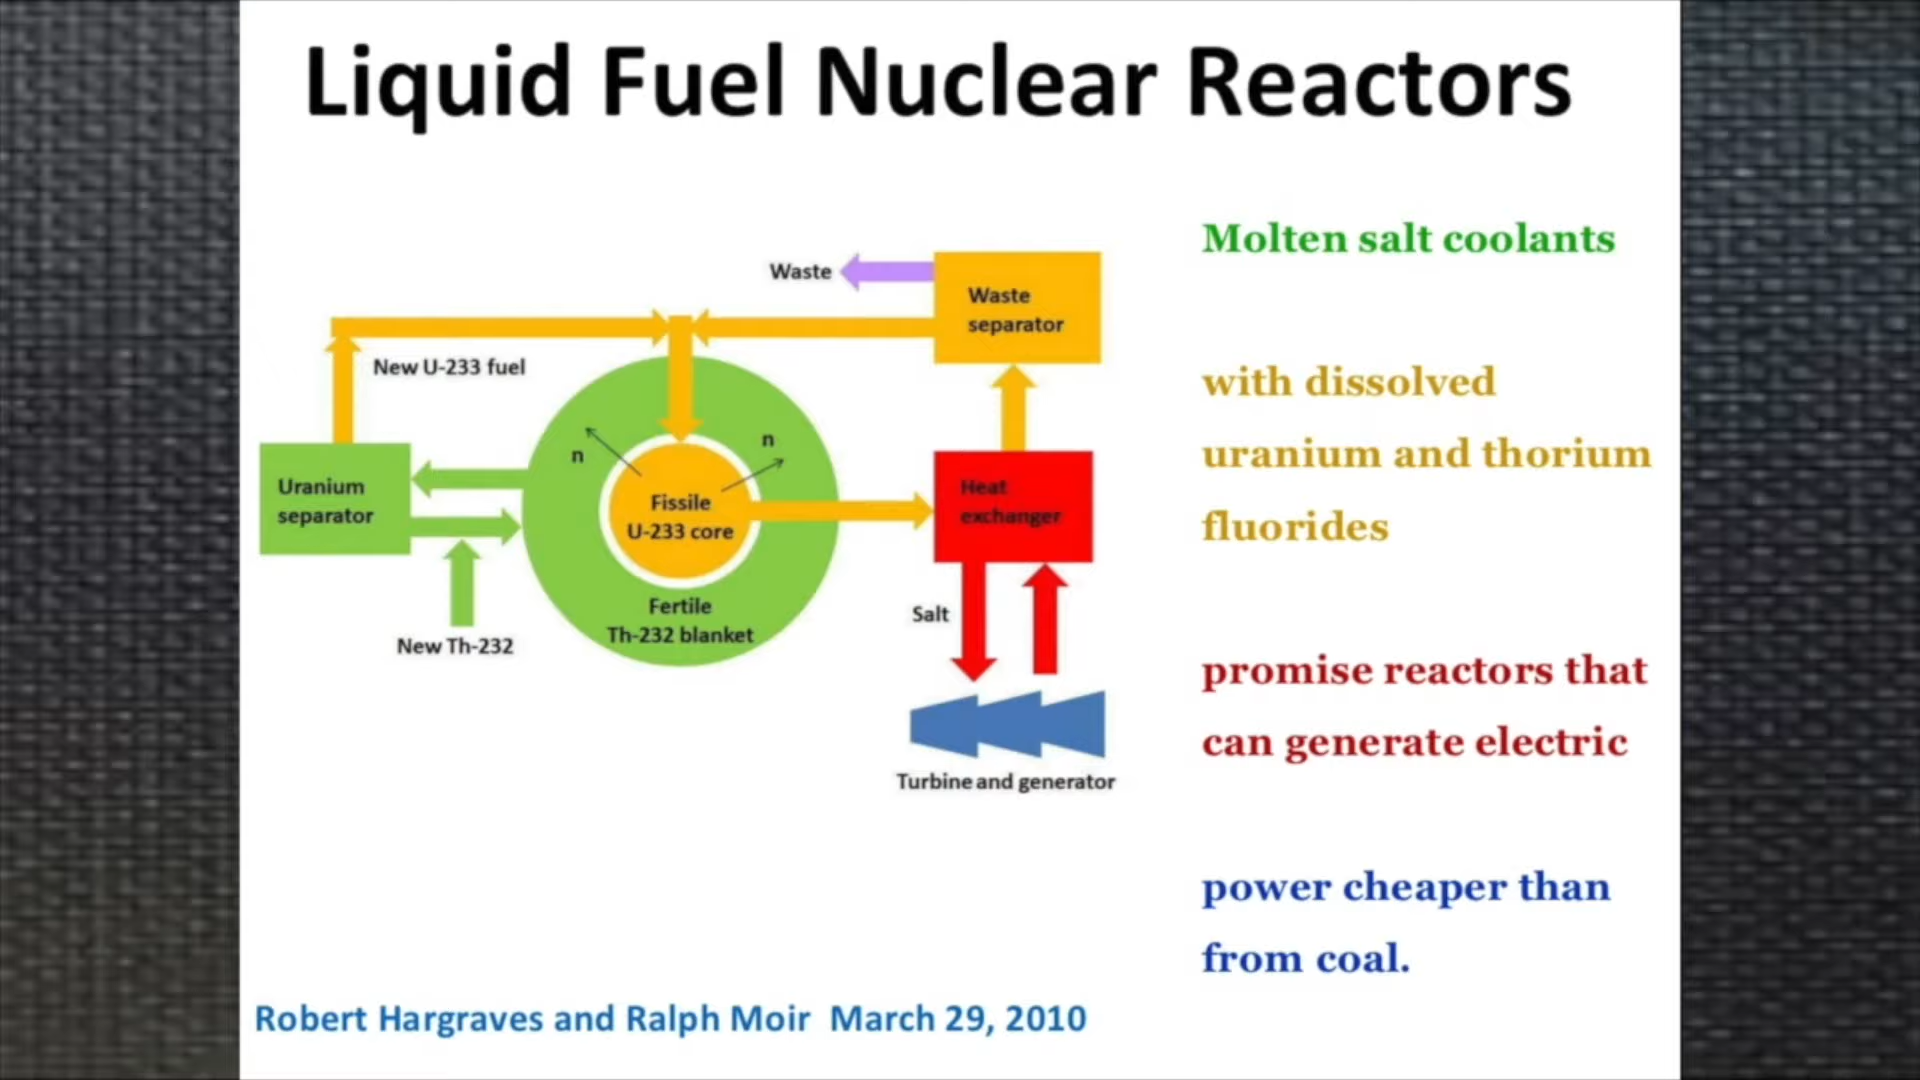 Liquid Fuel Nuclear Reactors
Waste
Waste
separator
New U-233 fuel
n
n
Uranium
separator
Fissile
U-233 core
Heat
exchanger
Fertile
Th-232 blanket
New Th-232
Salt
Turbine and generator
Molten salt coolants
with dissolved
uranium and thorium
fluorides
promise reactors that
can generate electric
power cheaper than
from coal.
Robert Hargraves and Ralph Moir March 29, 2010